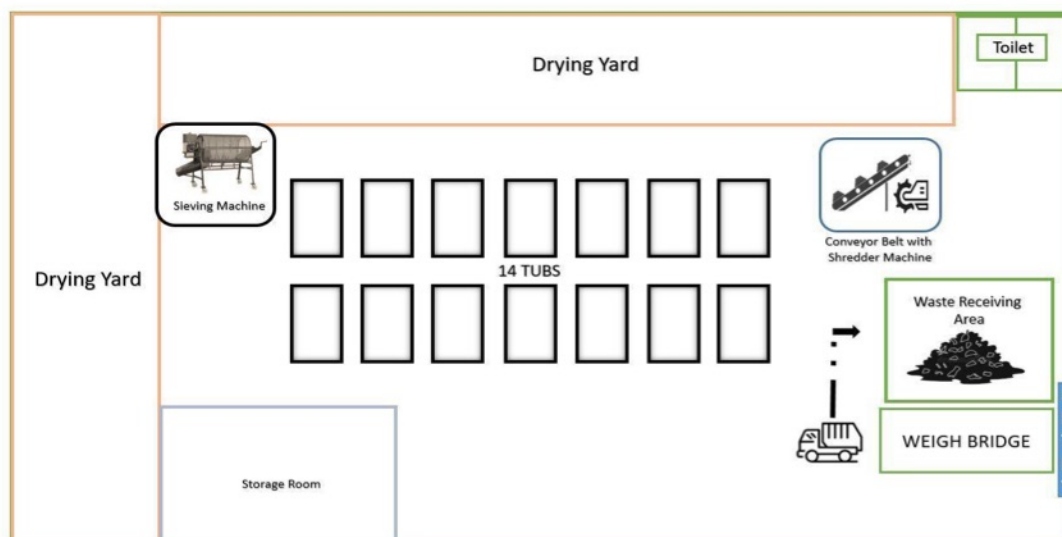 Drying Yard
Toilet
Sieving Machine
Conveyor Belt with
Shredder Machine
14 TUBS
Drying Yard
Waste Receiving
Area
WEIGH BRIDGE
Storage Room